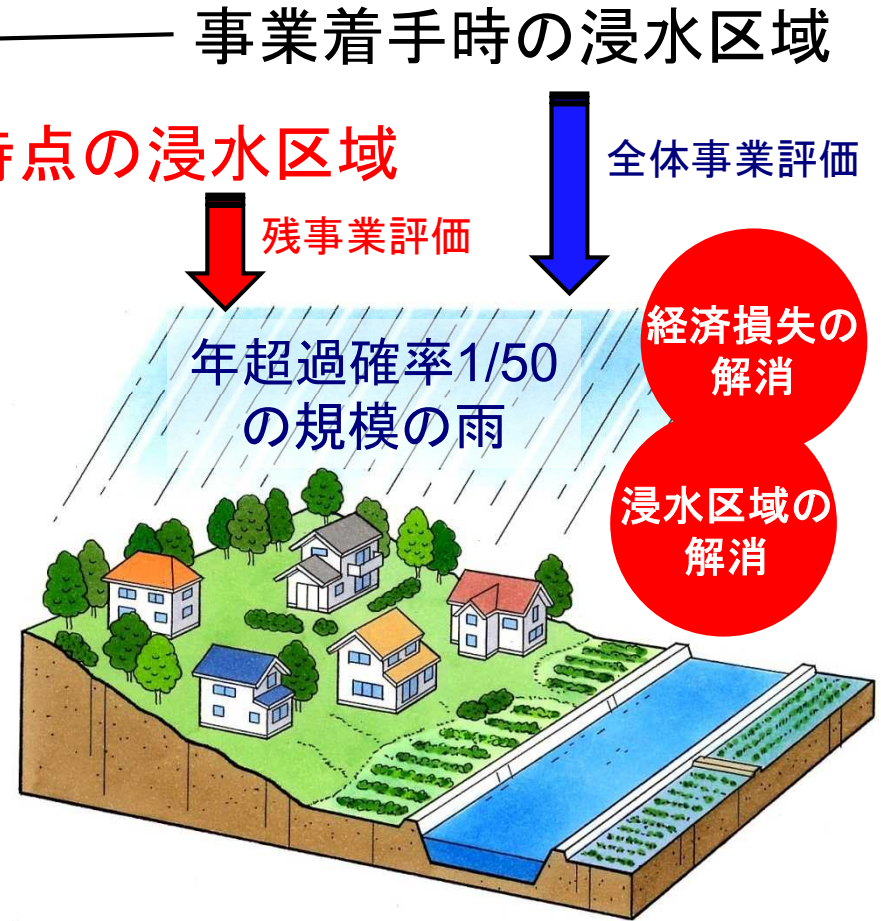 事業着手時の浸水区域
時点の浸水区域
全体事業評価
残事業評価
経済損失の
解消
年超過確率1/50
の規模の雨
浸水区域の
解消